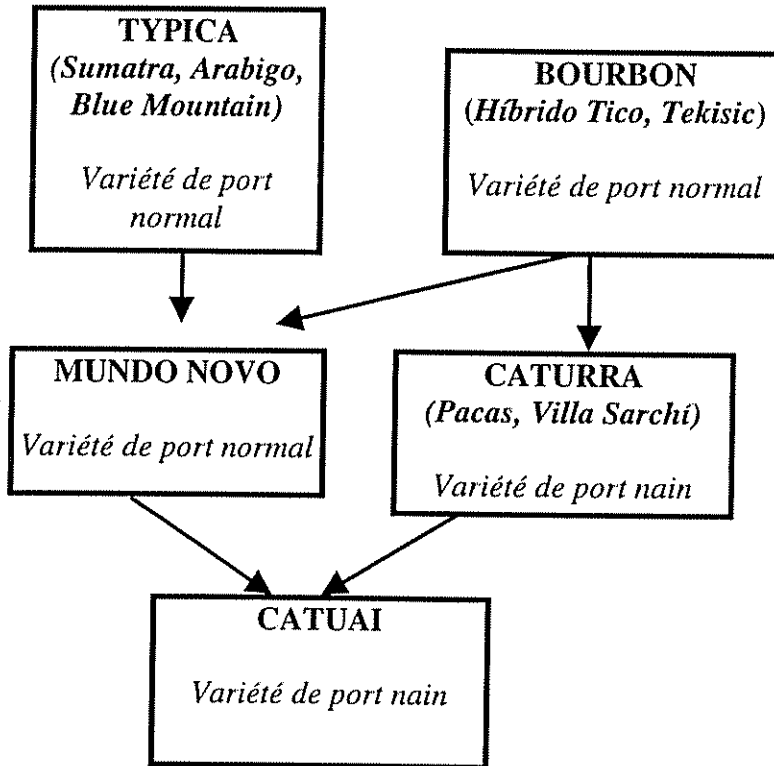 TYPICA
(Sumatra, Arabigo,
Blue Mountain)
Variété de port
normal
BOURBON
(Híbrido Tico, Tekisic)
Variété de port normal
MUNDO NOVO
Variété de port normal
CATURRA
(Pacas, Villa Sarchí)
Variété de port nain
CATUAI
Variété de port nain